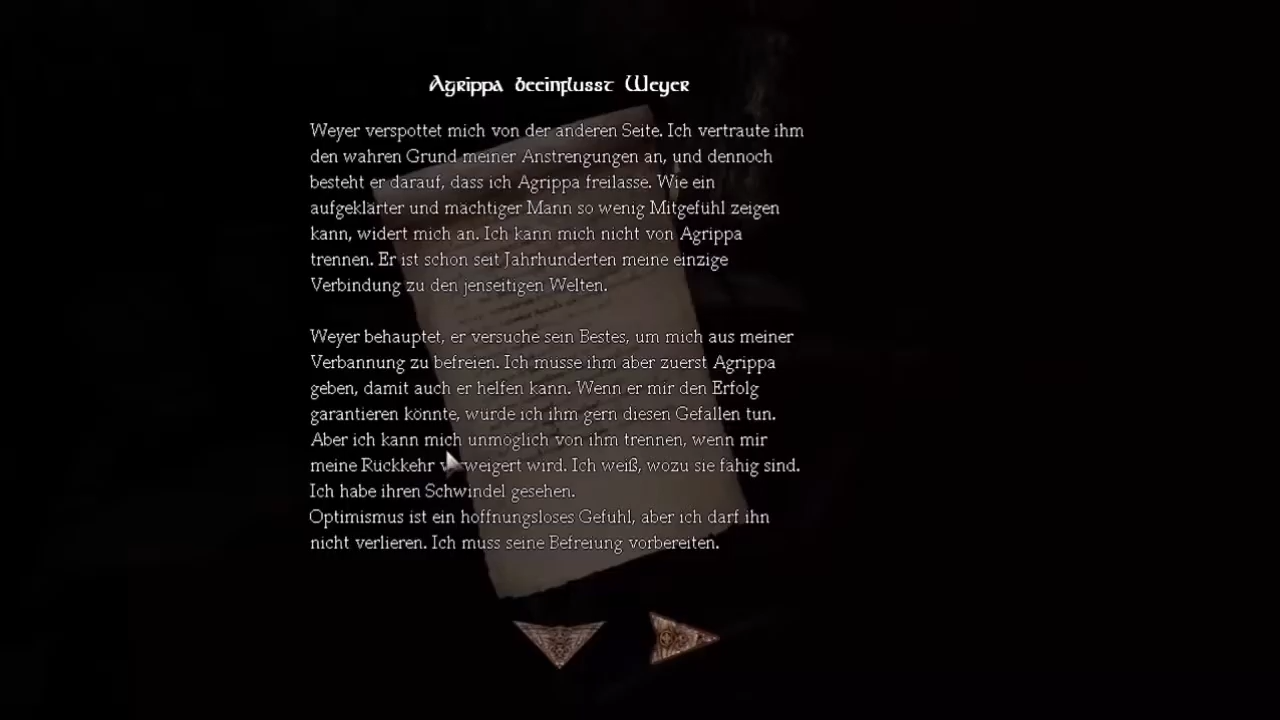 Agrippa beeinflusst Weyer
Weyer verspottet mich von der anderen Seite. Ich vertraute ihm
den wahren Grund meiner Anstrengungen an, und dennoch
besteht er darauf, dass ich Agrippa freilasse. Wie ein
aufgeklärter und mächtiger Mann so wenig Mitgefühl zeigen
kann, widert mich an. Ich kann mich nicht von Agrippa
trennen. Er ist schon seit Jahrhunderten meine einzige
Verbindung zu den jenseitigen Welten.
Weyer behauptet, er versuche sein Bestes, um mich aus meiner
Verbannung zu befreien. Ich müsse ihm aber zuerst Agrippa
geben, damit auch er helfen kann. Wenn er mir den Erfolg
garantieren könnte, würde ich ihm gern diesen Gefallen tun.
Aber ich kann mich unmöglich von ihm trennen, wenn mir
meine Rückkehr weigert wird. Ich weiß, wozu sie fähig sind.
Ich habe ihren Schwindel gesehen.
Optimismus ist ein hoffnungsloses Gefühl, aber ich darf ihn
nicht verlieren. Ich muss seine Befreiung vorbereiten.